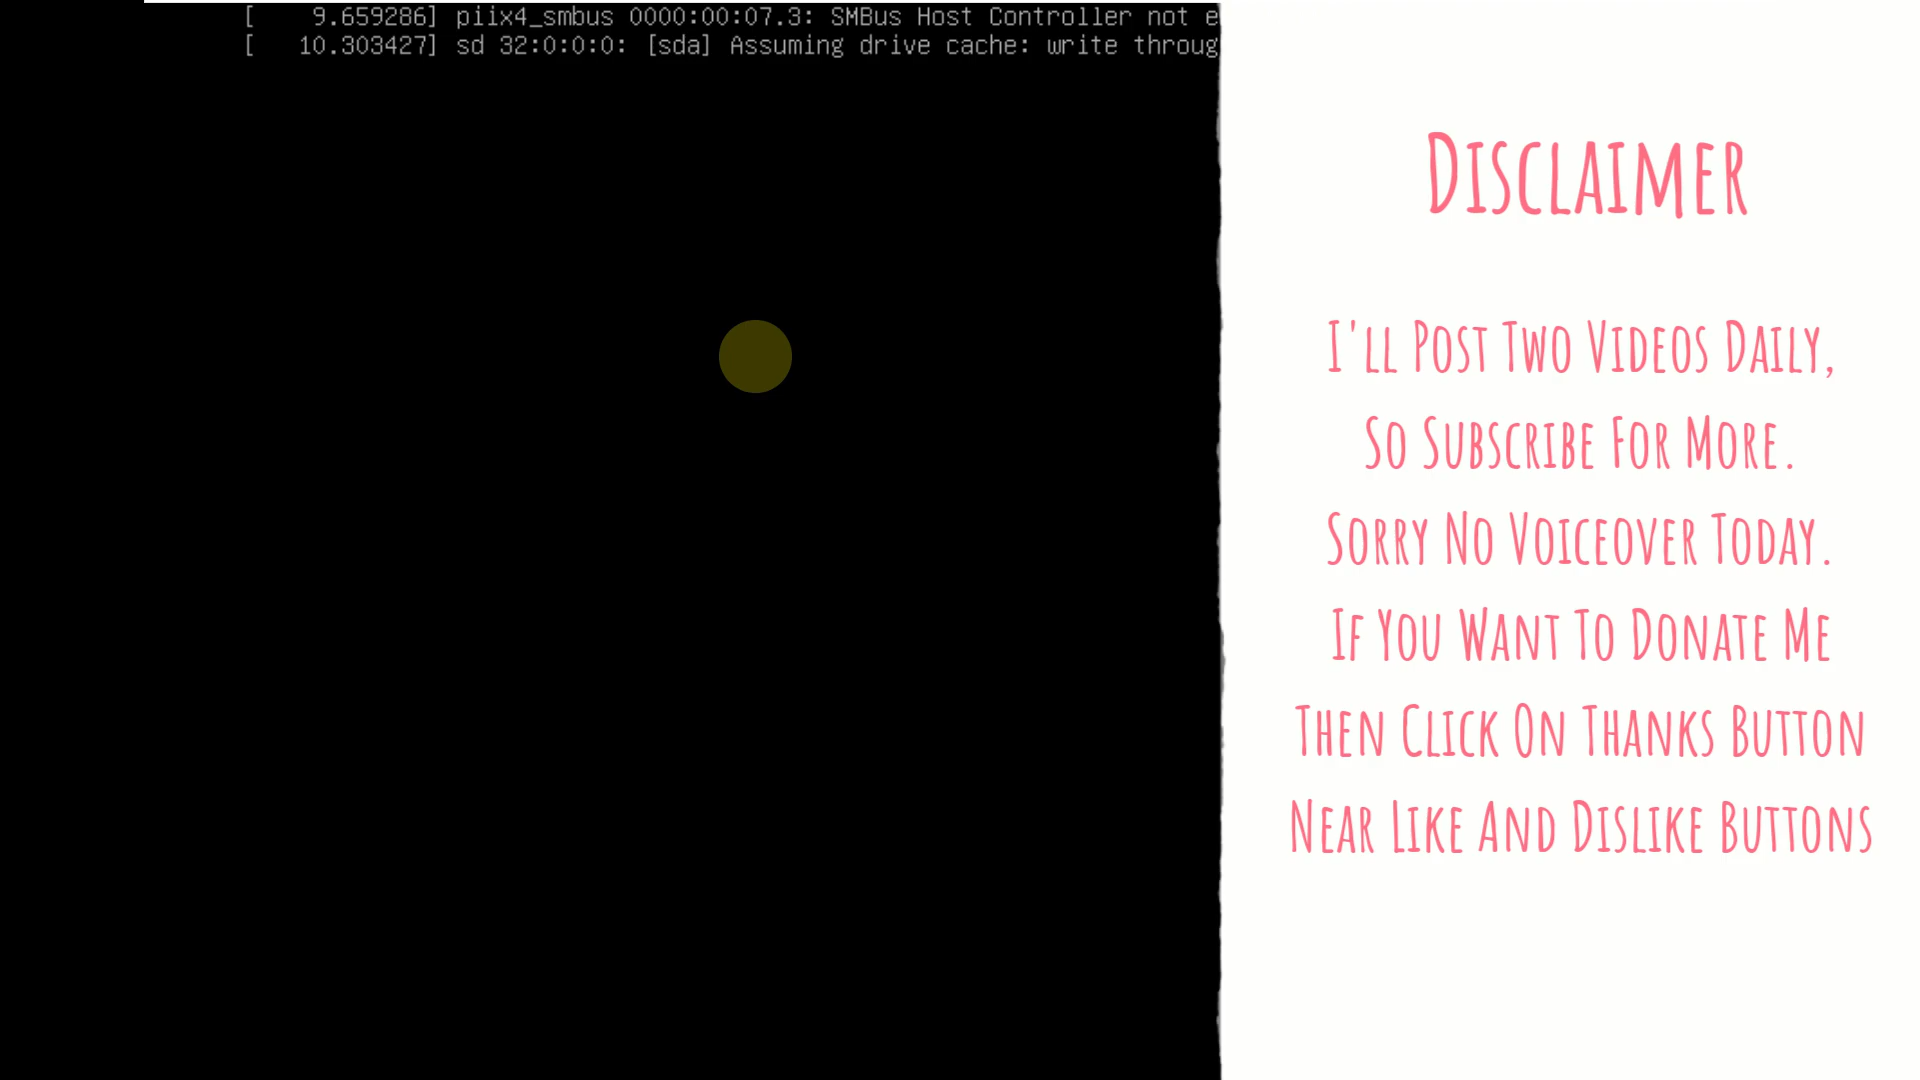 [    9.659286] piix4_smbus 0000:00:07.3: SMBus Host Controller not e
[   10.303427] sd 32:0:0:0: [sda] Assuming drive cache: write throug
DISCLAIMER
I'LL POST TWO VIDEOS DAILY,
SO SUBSCRIBE FOR MORE.
SORRY NO VOICEOVER TODAY.
IF YOU WANT TO DONATE ME
THEN CLICK ON THANKS BUTTON
NEAR LIKE AND DISLIKE BUTTONS